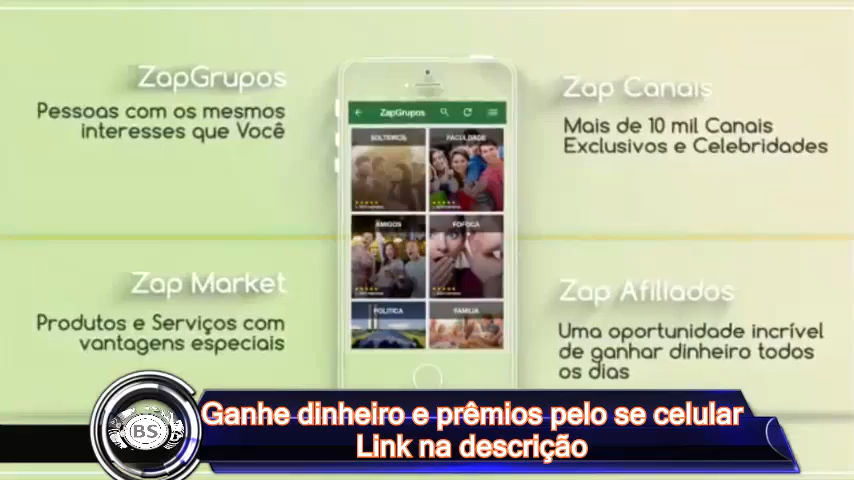 ZapGrupos
Pessoas com os mesmos
interesses que Você
Zap Canais
Mais de 10 mil Canais
Exclusivos e Celebridades
ZapGrupos
SOLTEIROS
FACULDADE
AMIGOS
FOFOCA
POLITICA
FAMILIA
Zap Market
Produtos e Serviços com
vantagens especiais
Zap Afiliados
Uma oportunidade incrível
de ganhar dinheiro todos
os dias
BS
Ganhe dinheiro e prêmios pelo se celular
Link na descrição